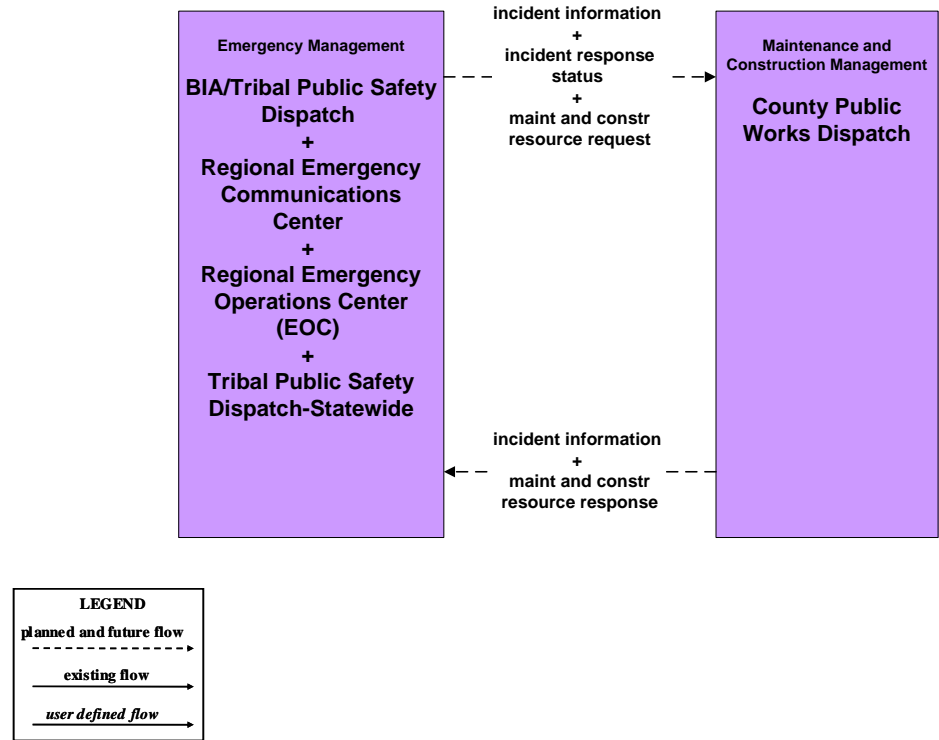 Emergency Management
BIA/Tribal Public Safety
Dispatch
+
Regional Emergency
Communications
Center
+
Regional Emergency
Operations Center
(EOC)
+
Tribal Public Safety
Dispatch-Statewide
incident information
+
incident response
status
+
maint and constr
resource request
Maintenance and
Construction Management
County Public
Works Dispatch
incident information
+
maint and constr
resource response
LEGEND
planned and future flow
existing flow
user defined flow